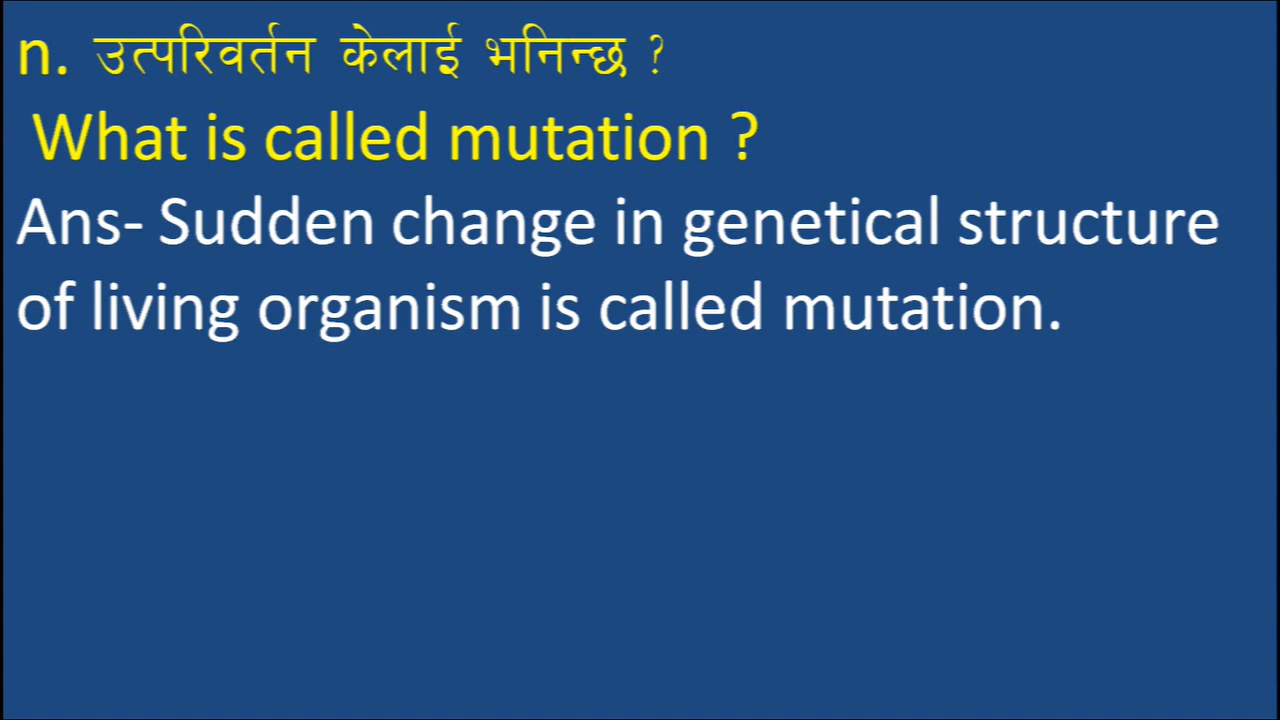 n. उत्परिवर्तन केलाई भनिन्छ ?
What is called mutation ?
Ans- Sudden change in genetical structure
of living organism is called mutation.